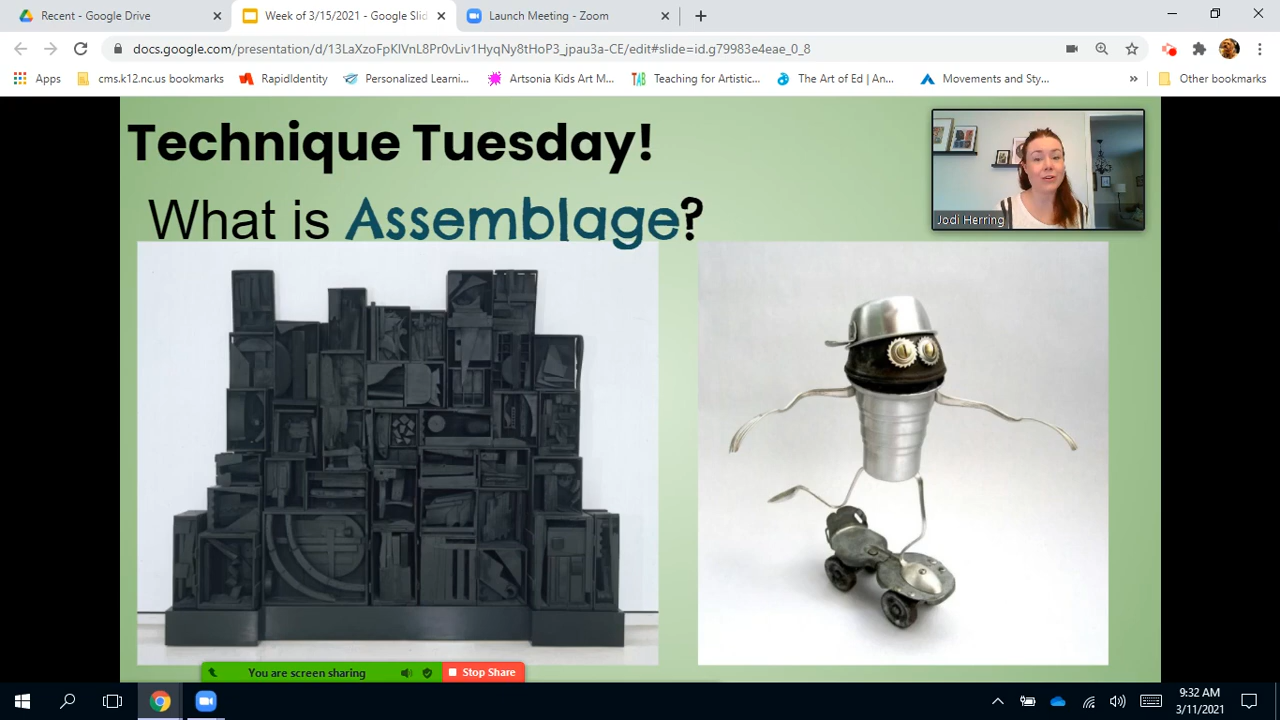 Recent - Google Drive
Week of 3/15/2021 - Google Slid
Launch Meeting - Zoom
docs.google.com/presentation/d/13LaXzoFpKlVnL8Pr0vLiv1HyqNy8tHoP3_jpau3a-CE/edit#slide=id.g79983e4eae_0_8
Apps
cms.k12.nc.us bookmarks
RapidIdentity
Personalized Learni...
Artsonia Kids Art M...
TAB
Teaching for Artistic...
The Art of Ed | An...
Movements and Sty...
Other bookmarks
Technique Tuesday!
What is Assemblage?
Jodi Herring
You are screen sharing
Stop Share
9:32 AM
3/11/2021